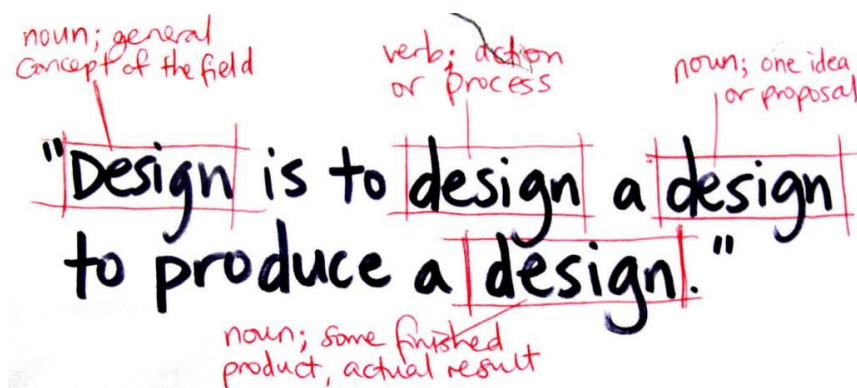 noun; general
concept of the field
verb; action
or process
noun; one idea
or proposal
"Design is to design a design
to produce a design."
noun; some finished
product, actual result